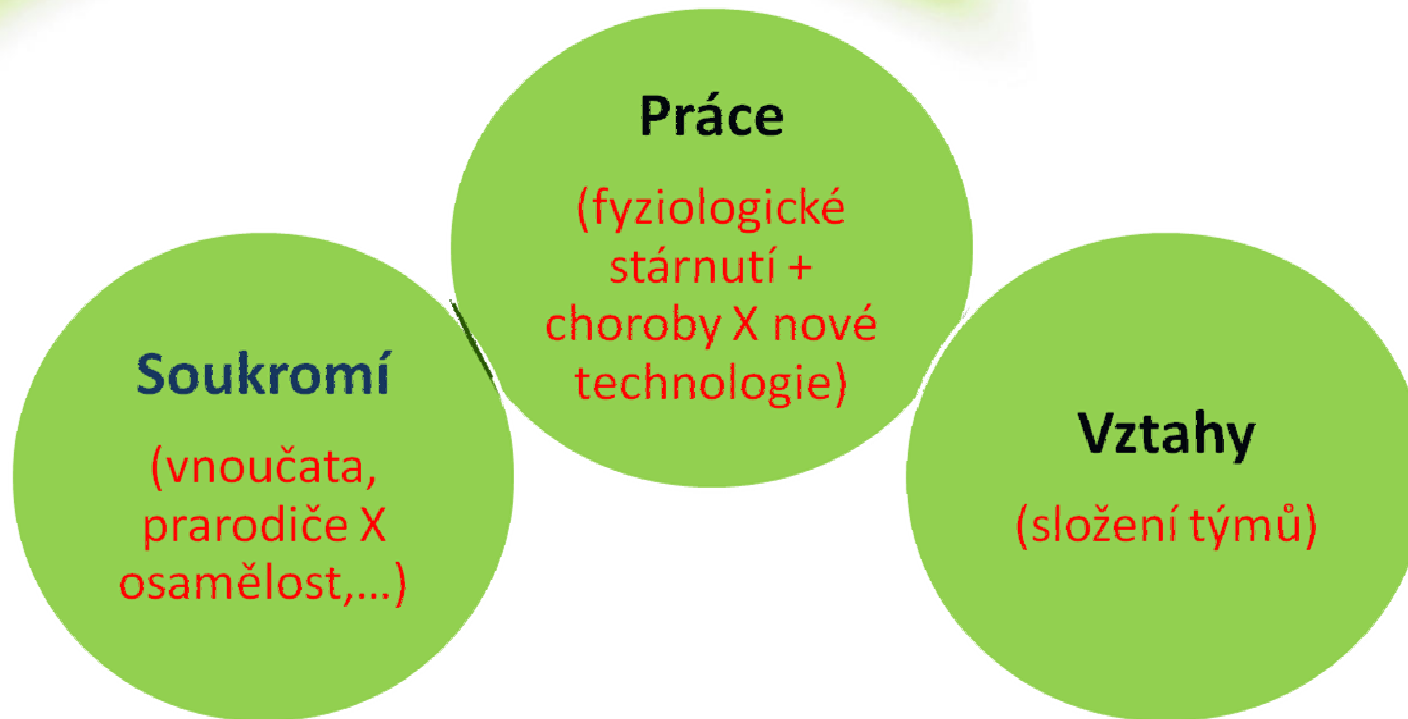 Práce
(fyziologické
stárnutí +
choroby X nové
technologie)
Soukromí
(vnoučata,
prarodiče X
osamělost,...)
Vztahy
(složení týmů)